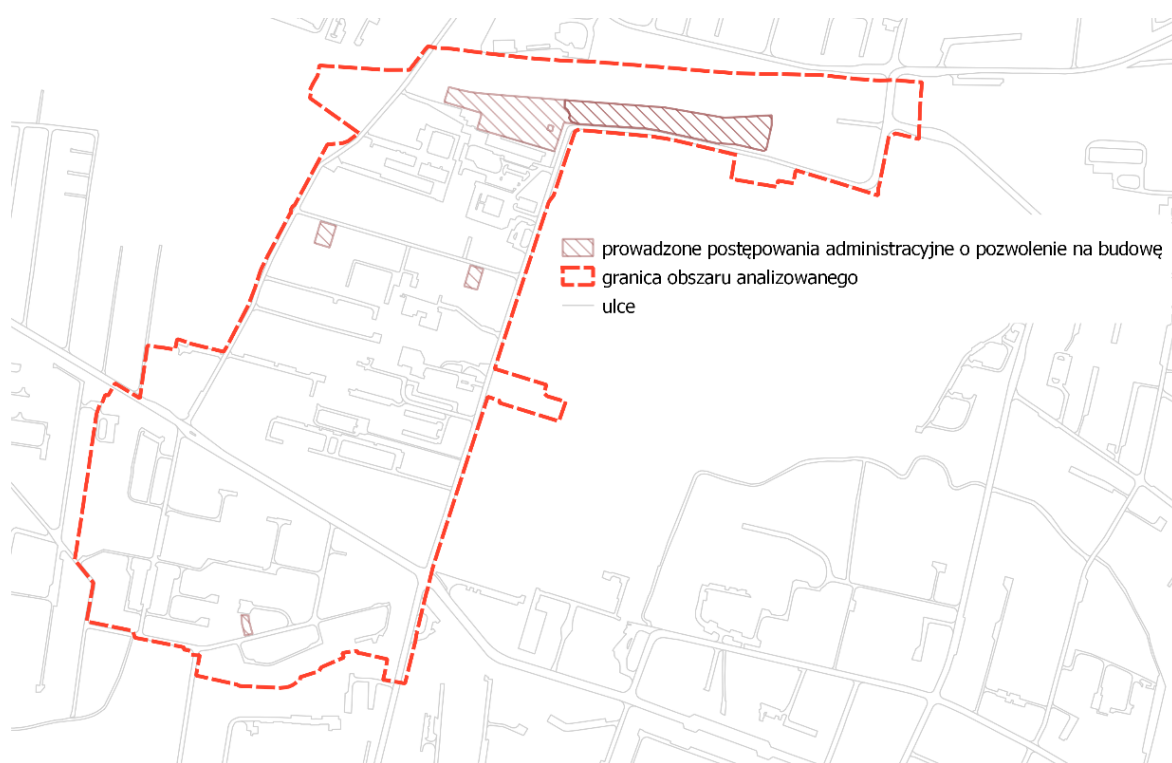 prowadzone postępowania administracyjne o pozwolenie na budowę
granica obszaru analizowanego
ulce